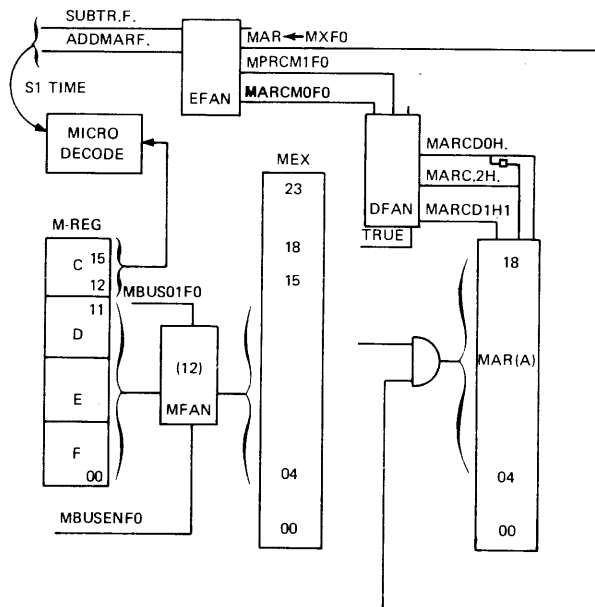 SUBTR.F.
ADDMARF.
S1 TIME
MICRO
DECODE
EFAN
MAR←MXF0
MPRCM1F0
MARCM0F0
MEX
23
18
15
04
00
DFAN
TRUE
MARCD0H.
MARC.2H.
MARCD1H1
M-REG
C
15
12
11
D
E
F
00
MBUS01F0
(12)
MFAN
MBUSENF0
18
MAR(A)
04
00